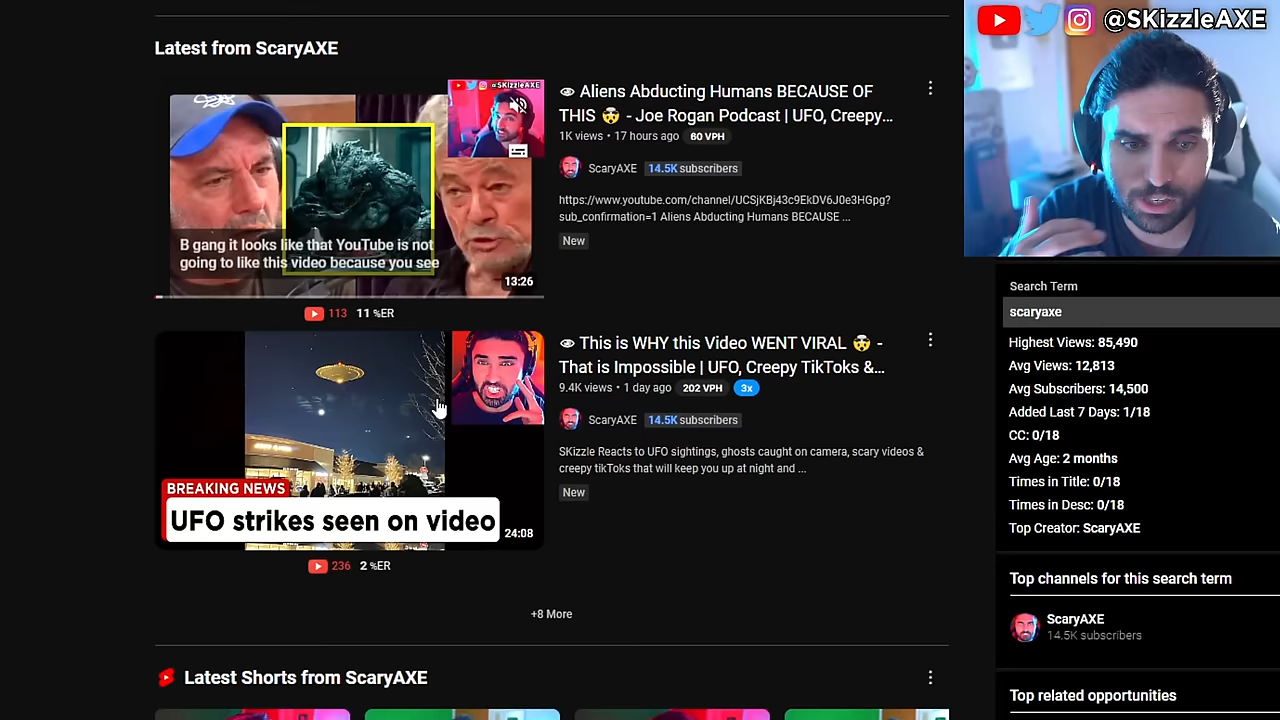 @SKizzleAXE
Latest from ScaryAXE
@SKizzleAXE
B gang it looks like that YouTube is not
going to like this video because you see
13:26
113 11 %ER
Aliens Abducting Humans BECAUSE OF
THIS 🤯 - Joe Rogan Podcast | UFO, Creepy...
1K views • 17 hours ago 60 VPH
ScaryAXE 14.5K subscribers
https://www.youtube.com/channel/UCSjKBj43c9EkDV6J0e3HGpg?
sub_confirmation=1 Aliens Abducting Humans BECAUSE ...
New
BREAKING NEWS
UFO strikes seen on video
24:08
236 2 %ER
This is WHY this Video WENT VIRAL 🤯 -
That is Impossible | UFO, Creepy TikToks &...
9.4K views • 1 day ago 202 VPH 3x
ScaryAXE 14.5K subscribers
SKizzle Reacts to UFO sightings, ghosts caught on camera, scary videos &
creepy tikToks that will keep you up at night and ...
New
+8 More
Latest Shorts from ScaryAXE
Search Term
scaryaxe
Highest Views: 85,490
Avg Views: 12,813
Avg Subscribers: 14,500
Added Last 7 Days: 1/18
CC: 0/18
Avg Age: 2 months
Times in Title: 0/18
Times in Desc: 0/18
Top Creator: ScaryAXE
Top channels for this search term
ScaryAXE
14.5K subscribers
Top related opportunities